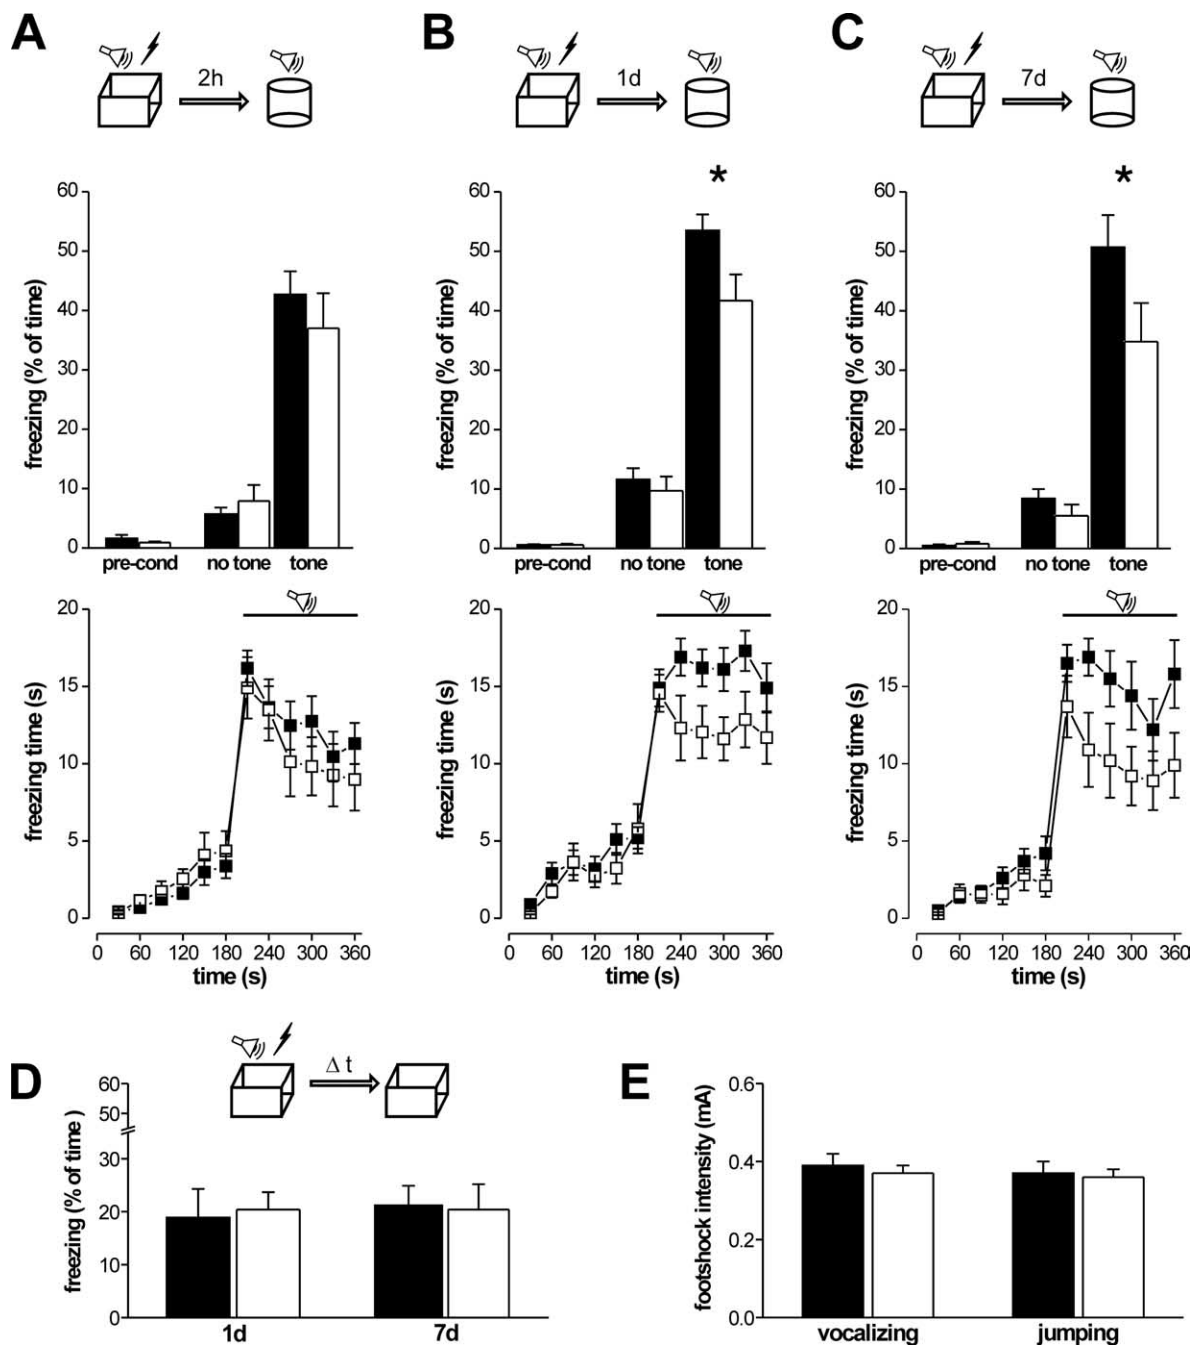 A
B
C
2h
1d
7d
*
*
60
50
40
30
20
10
0
freezing (% of time)
pre-cond no tone tone
60
50
40
30
20
10
0
freezing (% of time)
pre-cond no tone tone
60
50
40
30
20
10
0
freezing (% of time)
pre-cond no tone tone
20
15
10
5
0
freezing time (s)
0 60 120 180 240 300 360
time (s)
20
15
10
5
0
freezing time (s)
0 60 120 180 240 300 360
time (s)
20
15
10
5
0
freezing time (s)
0 60 120 180 240 300 360
time (s)
D
Δ t
60
50
30
20
10
0
freezing (% of time )
1d 7d
E
0.6
0.4
0.2
0.0
footshock intensity (mA)
vocalizing jumping